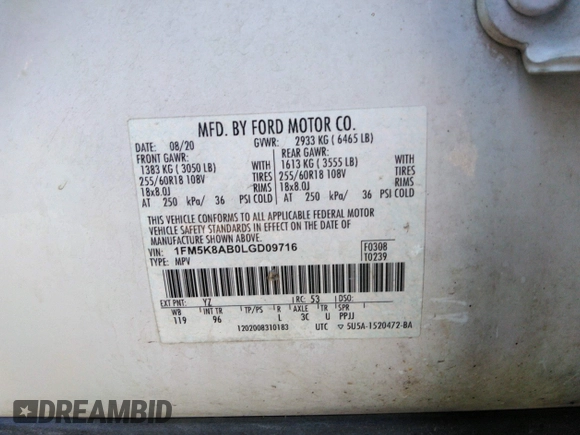 MFD. BY FORD MOTOR CO.
DATE: 08/20 GVWR: 2933 KG ( 6465 LB)
FRONT GAWR: REAR GAWR:
1383 KG ( 3050 LB) WITH 1613 KG ( 3555 LB) WITH
255/60R18 108V TIRES 255/60R18 108V TIRES
18x8.0J RIMS 18x8.0J RIMS
AT 250 kPa/ 36 PSI COLD AT 250 kPa/ 36 PSI COLD
THIS VEHICLE CONFORMS TO ALL APPLICABLE FEDERAL MOTOR
VEHICLE SAFETY STANDARDS IN EFFECT ON THE DATE OF
MANUFACTURE SHOWN ABOVE.
VIN: 1FM5K8AB0LGD09716 F0308
TYPE: MPV T0239
EXT PNT: YZ RC: 53 DSO:
WB INT TR TP/PS R AXLE TR
119 96 L 3C U PPJJ
1202008310183 UTC ▽ 5U5A-1520472-BA
DREAMBID